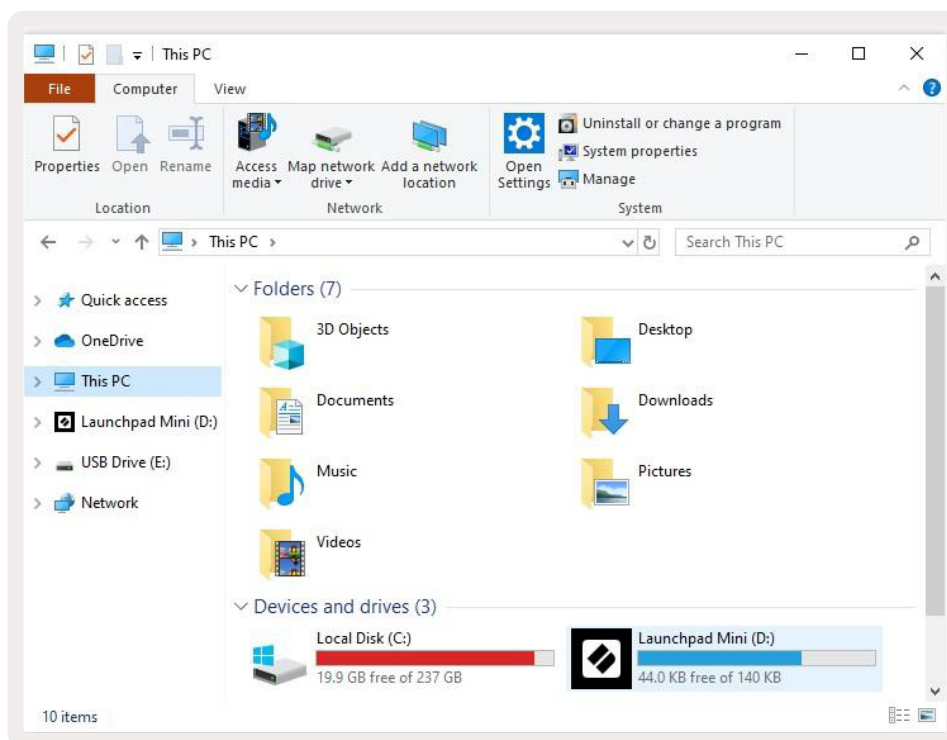 This PC
File Computer View
Properties Open Rename
Access media
Map network drive
Add a network location
Open Settings
Uninstall or change a program
System properties
Manage
Location Network System
This PC
Search This PC
Quick access
OneDrive
This PC
Launchpad Mini (D:)
USB Drive (E:)
Network
Folders (7)
3D Objects
Desktop
Documents
Downloads
Music
Pictures
Videos
Devices and drives (3)
Local Disk (C:)
19.9 GB free of 237 GB
Launchpad Mini (D:)
44.0 KB free of 140 KB
10 items